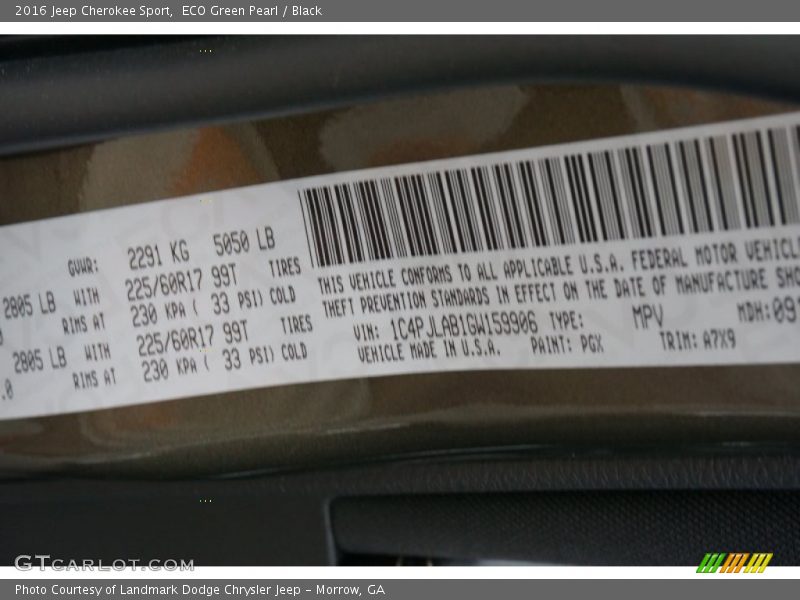 2016 Jeep Cherokee Sport, ECO Green Pearl / Black
GVWR: 2291 KG 5050 LB
2805 LB WITH 225/60R17 99T TIRES
RIMS AT 230 KPA ( 33 PSI) COLD
2805 LB WITH 225/60R17 99T TIRES
.0 RIMS AT 230 KPA ( 33 PSI) COLD
THIS VEHICLE CONFORMS TO ALL APPLICABLE U.S.A. FEDERAL MOTOR VEHICL
THEFT PREVENTION STANDARDS IN EFFECT ON THE DATE OF MANUFACTURE SHO
VIN: 1C4PJLAB1GW159906 TYPE: MPV MDH:091
VEHICLE MADE IN U.S.A. PAINT: PGX TRIM: A7X9
GTCARLOT.COM
Photo Courtesy of Landmark Dodge Chrysler Jeep – Morrow, GA